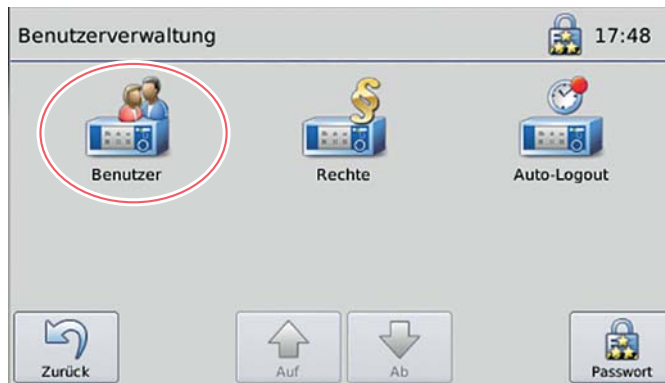 Benutzerverwaltung 17:48
Benutzer Rechte Auto-Logout
Zurück Auf Ab Passwort